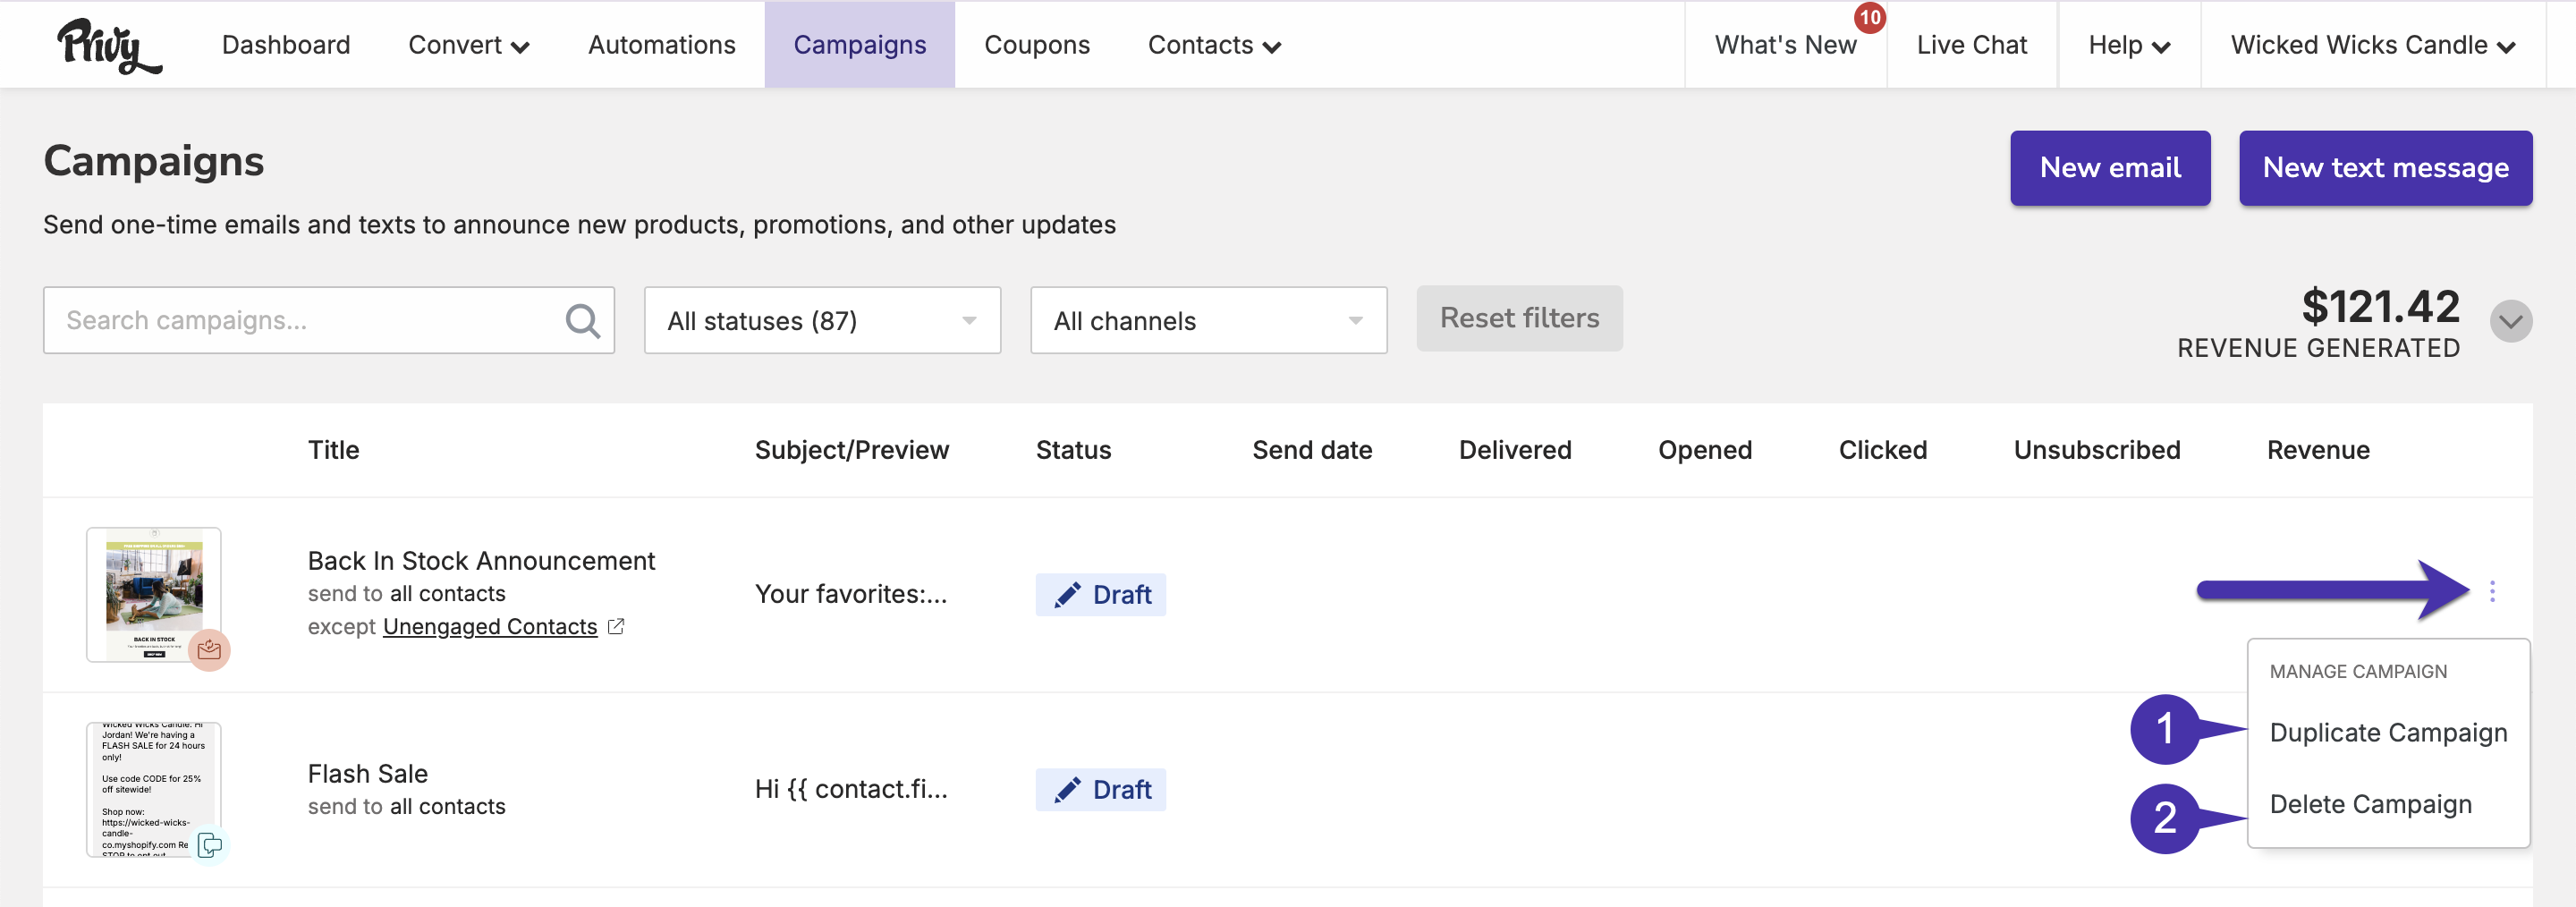 Privy
Dashboard
Convert
Automations
Campaigns
Coupons
Contacts
What's New
10
Live Chat
Help
Wicked Wicks Candle
Campaigns
New email
New text message
Send one-time emails and texts to announce new products, promotions, and other updates
Search campaigns...
All statuses (87)
All channels
Reset filters
$121.42
REVENUE GENERATED
Title
Subject/Preview
Status
Send date
Delivered
Opened
Clicked
Unsubscribed
Revenue
BACK IN STOCK
Back In Stock Announcement
send to all contacts
except Unengaged Contacts
Your favorites:...
Draft
MANAGE CAMPAIGN
1
Duplicate Campaign
2
Delete Campaign
Wicked Wicks Candle: Hi
Jordan! We're having a
FLASH SALE for 24 hours
only!
Use code CODE for 25%
off sitewide!
Shop now:
https://wicked-wicks-
candle-
co.myshopify.com Re
STOP to opt out
Flash Sale
send to all contacts
Hi {{ contact.fi...
Draft